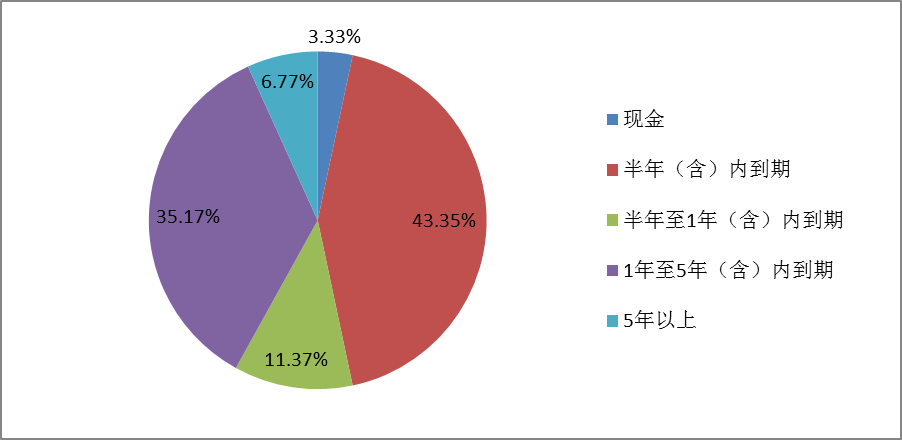 3.33%
6.77%
43.35%
35.17%
11.37%
现金
半年（含）内到期
半年至1年（含）内到期
1年至5年（含）内到期
5年以上